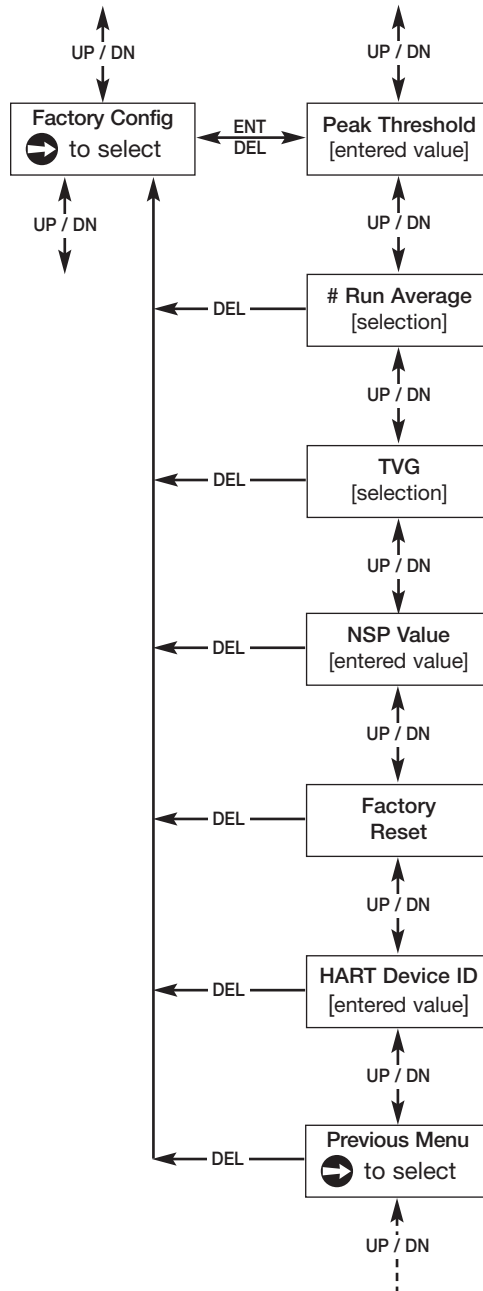 UP / DN
UP / DN
Factory Config
to select
ENT
DEL
Peak Threshold
[entered value]
UP / DN
UP / DN
# Run Average
[selection]
DEL
UP / DN
TVG
[selection]
DEL
UP / DN
NSP Value
[entered value]
DEL
UP / DN
Factory
Reset
DEL
UP / DN
HART Device ID
[entered value]
DEL
UP / DN
Previous Menu
to select
DEL
UP / DN